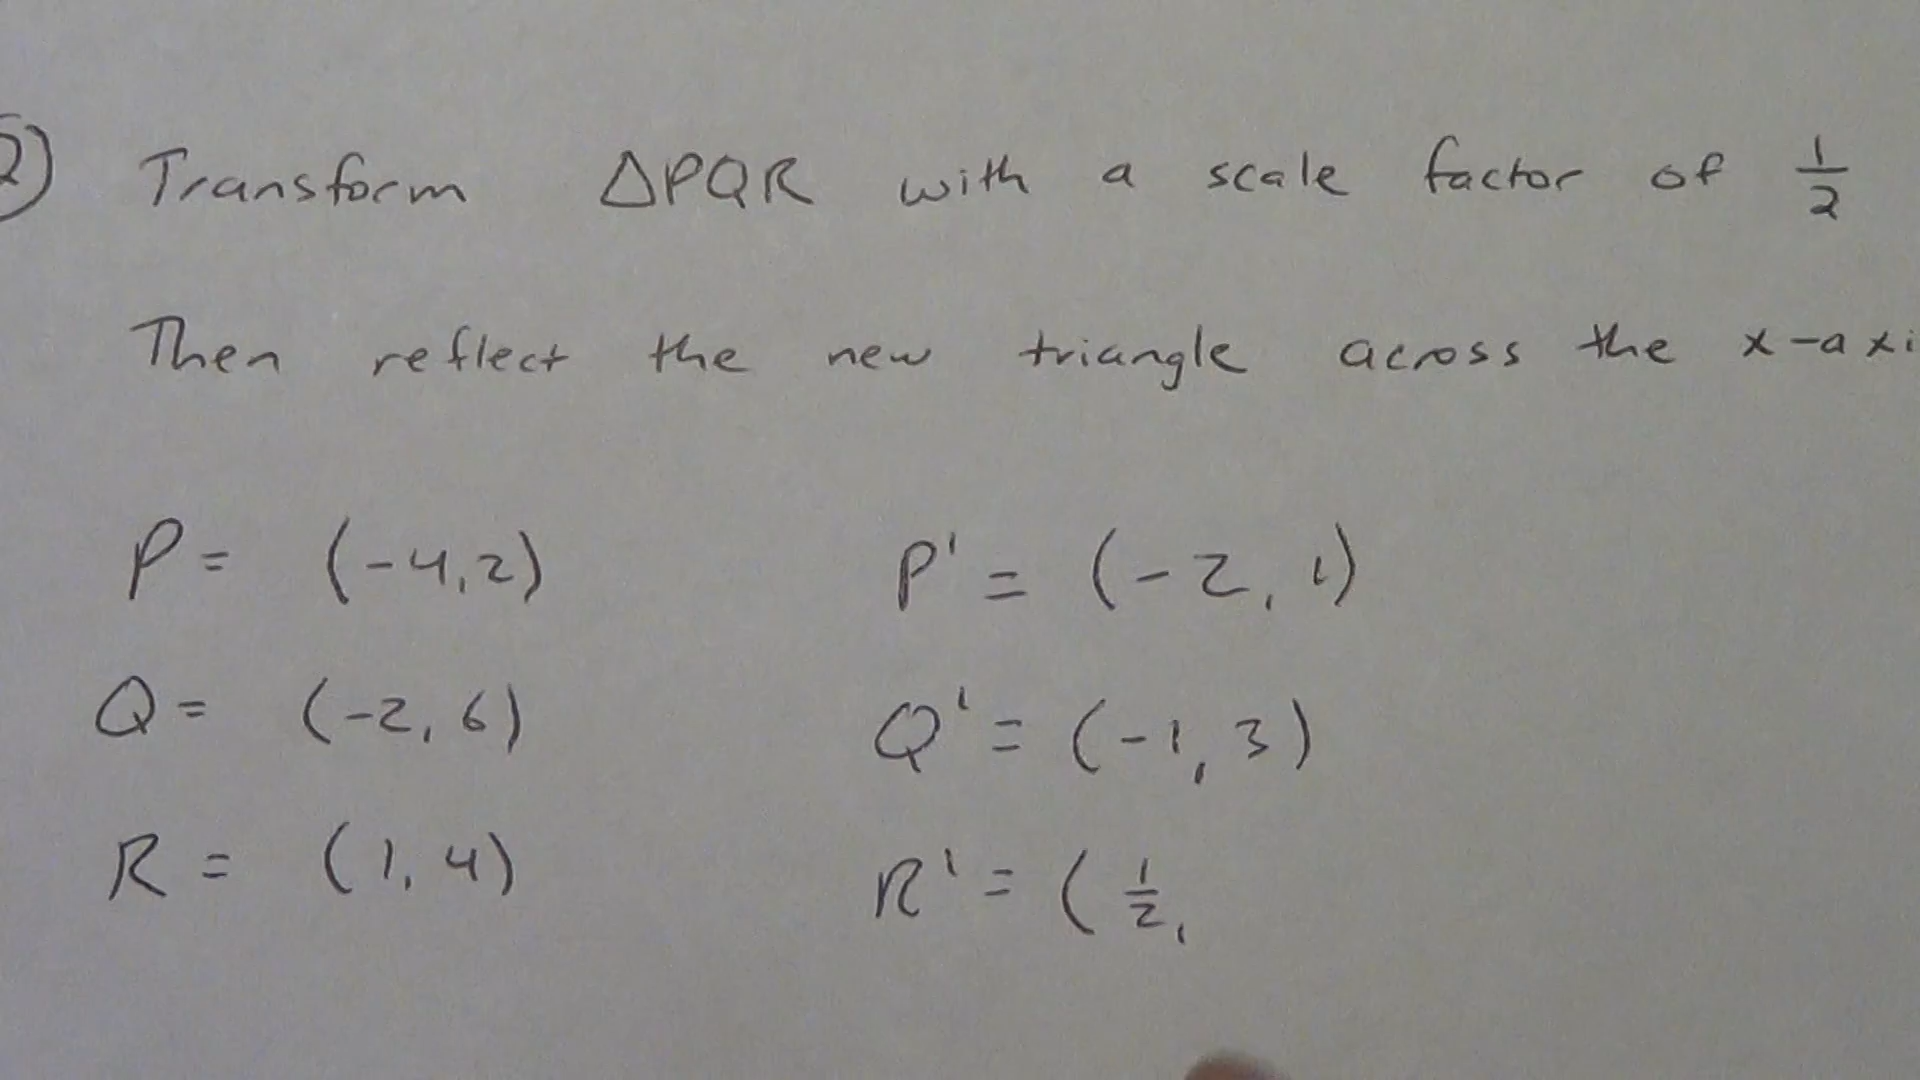 2) Transform △PQR with a scale factor of 1/2
Then reflect the new triangle across the x-axi
P = (-4,2) P' = (-2, 1)
Q = (-2, 6) Q' = (-1, 3)
R = (1, 4) R' = (1/2,